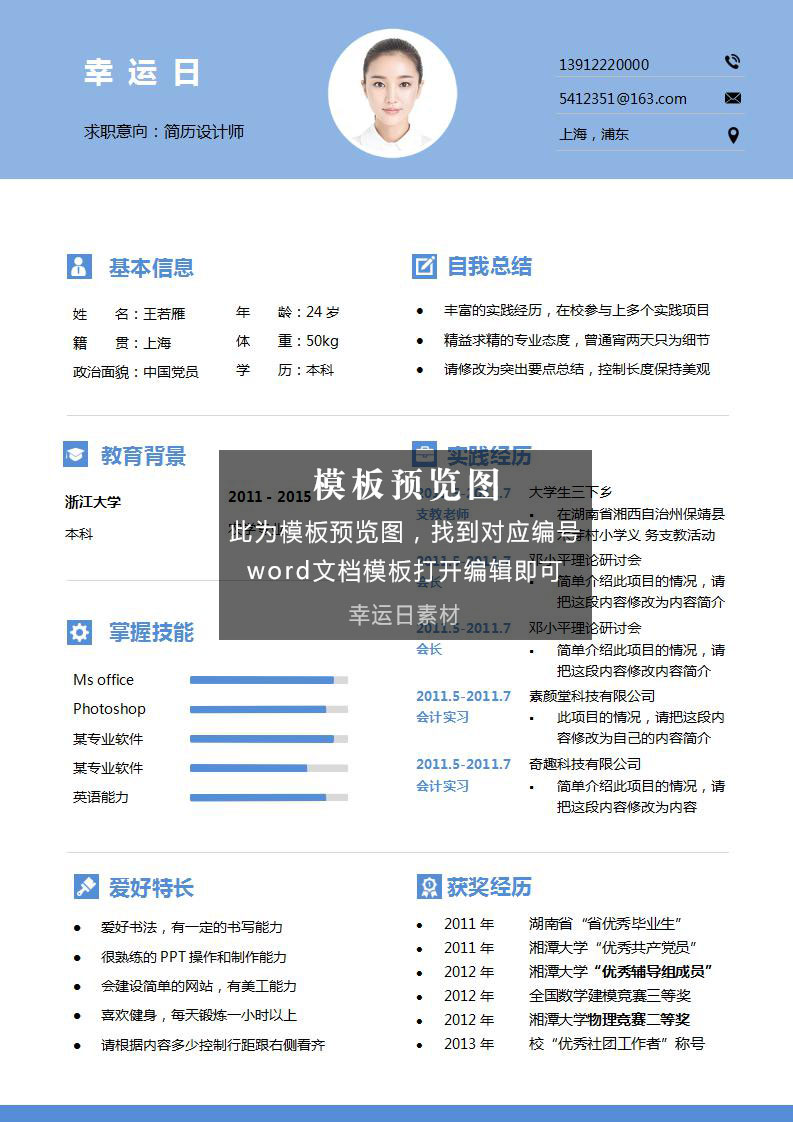 幸运日
求职意向：简历设计师
13912220000
5412351@163.com
上海，浦东
基本信息
姓 名：王若雁 年 龄：24 岁
籍 贯：上海 体 重：50kg
政治面貌：中国党员 学 历：本科
自我总结
● 丰富的实践经历，在校参与上多个实践项目
● 精益求精的专业态度，曾通宵两天只为细节
● 请修改为突出要点总结，控制长度保持美观
教育背景
浙江大学 2011 - 2015
本科
掌握技能
Ms office
Photoshop
某专业软件
某专业软件
英语能力
实践经历
大学生三下乡
支教老师
▪ 在湖南省湘西自治州保靖县
村小学义 务支教活动
2011.5-2011.7 邓小平理论研讨会
会长
▪ 简单介绍此项目的情况，请
把这段内容修改为内容简介
2011.5-2011.7 邓小平理论研讨会
会长
▪ 简单介绍此项目的情况，请
把这段内容修改内容简介
2011.5-2011.7 素颜堂科技有限公司
会计实习
▪ 此项目的情况，请把这段内
容修改为自己的内容简介
2011.5-2011.7 奇趣科技有限公司
会计实习
▪ 简单介绍此项目的情况，请
把这段内容修改为内容
模板预览图
此为模板预览图，找到对应编号
word文档模板打开编辑即可
幸运日素材
爱好特长
● 爱好书法，有一定的书写能力
● 很熟练的 PPT 操作和制作能力
● 会建设简单的网站，有美工能力
● 喜欢健身，每天锻炼一小时以上
● 请根据内容多少控制行距跟右侧看齐
获奖经历
● 2011 年 湖南省“省优秀毕业生”
● 2011 年 湘潭大学“优秀共产党员”
● 2012 年 湘潭大学“优秀辅导组成员”
● 2012 年 全国数学建模竞赛三等奖
● 2012 年 湘潭大学物理竞赛二等奖
● 2013 年 校“优秀社团工作者”称号